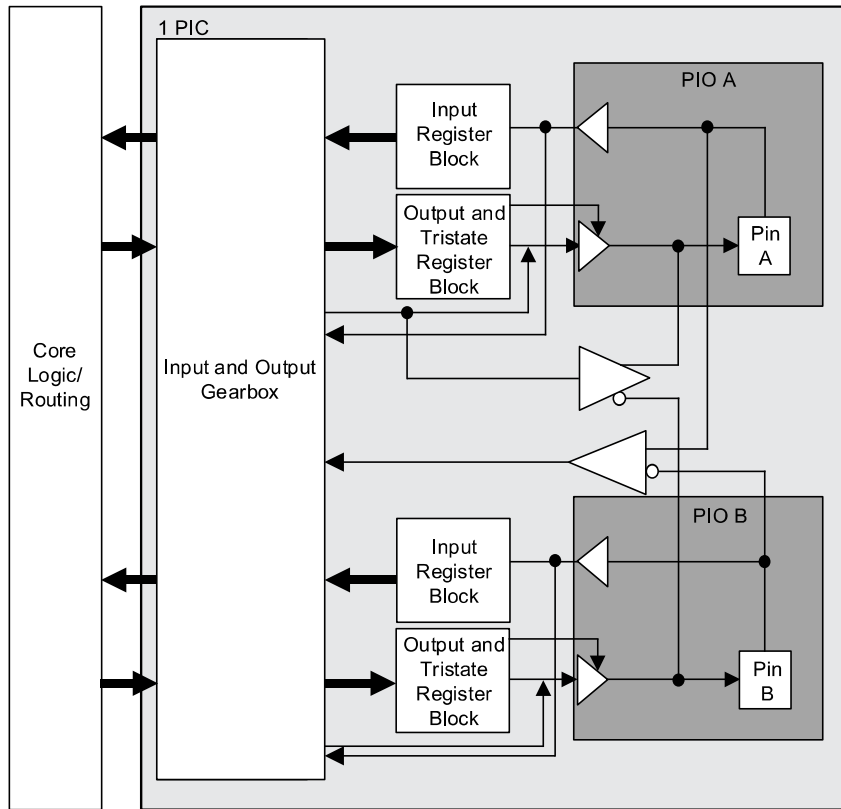 1 PIC
PIO A
Input
Register
Block
Output and
Tristate
Register
Block
Pin
A
Core
Logic/
Routing
Input and Output
Gearbox
PIO B
Input
Register
Block
Output and
Tristate
Register
Block
Pin
B